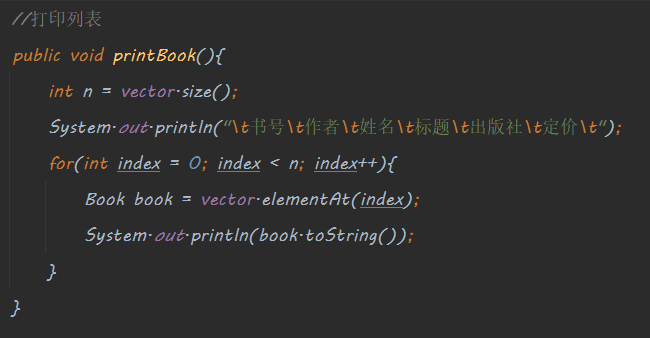 //打印列表
public void printBook(){
int n = vector.size();
System.out.println("\t书号\t作者\t姓名\t标题\t出版社\t定价\t");
for(int index = 0; index < n; index++){
Book book = vector.elementAt(index);
System.out.println(book.toString());
}
}